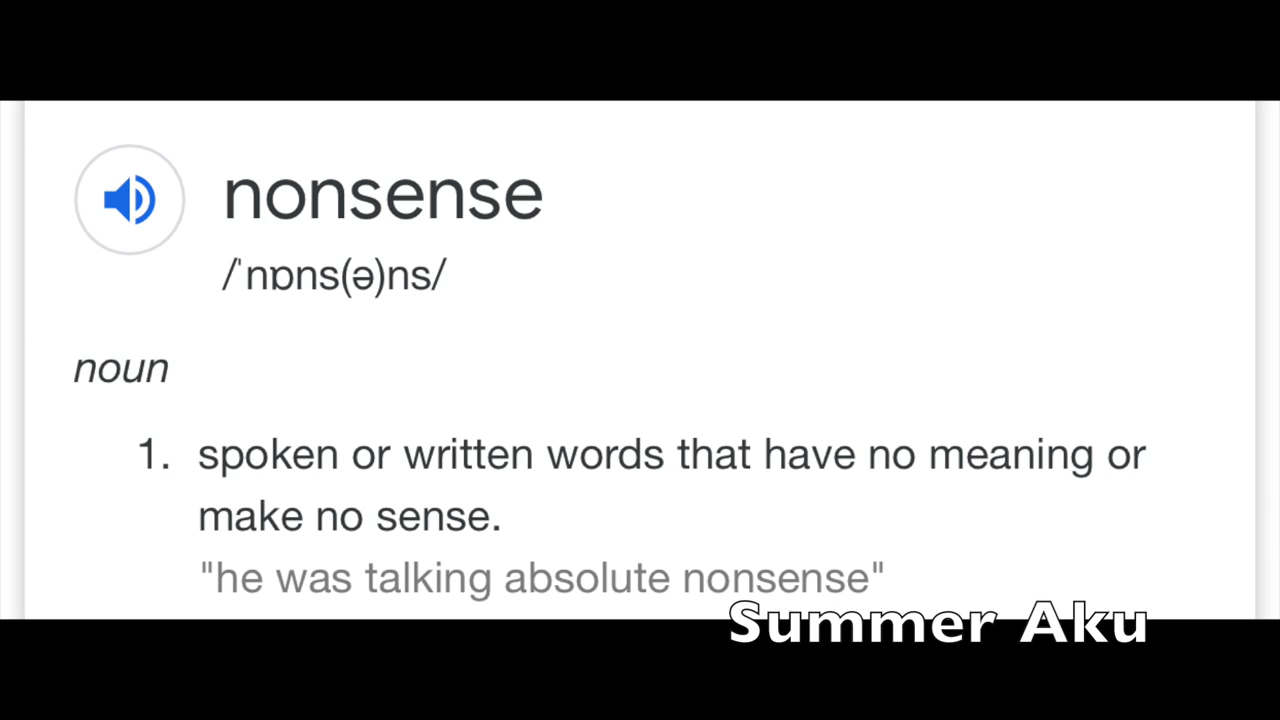 nonsense
/ˈnɒns(ə)ns/
noun
1. spoken or written words that have no meaning or
make no sense.
"he was talking absolute nonsense"
Summer Aku